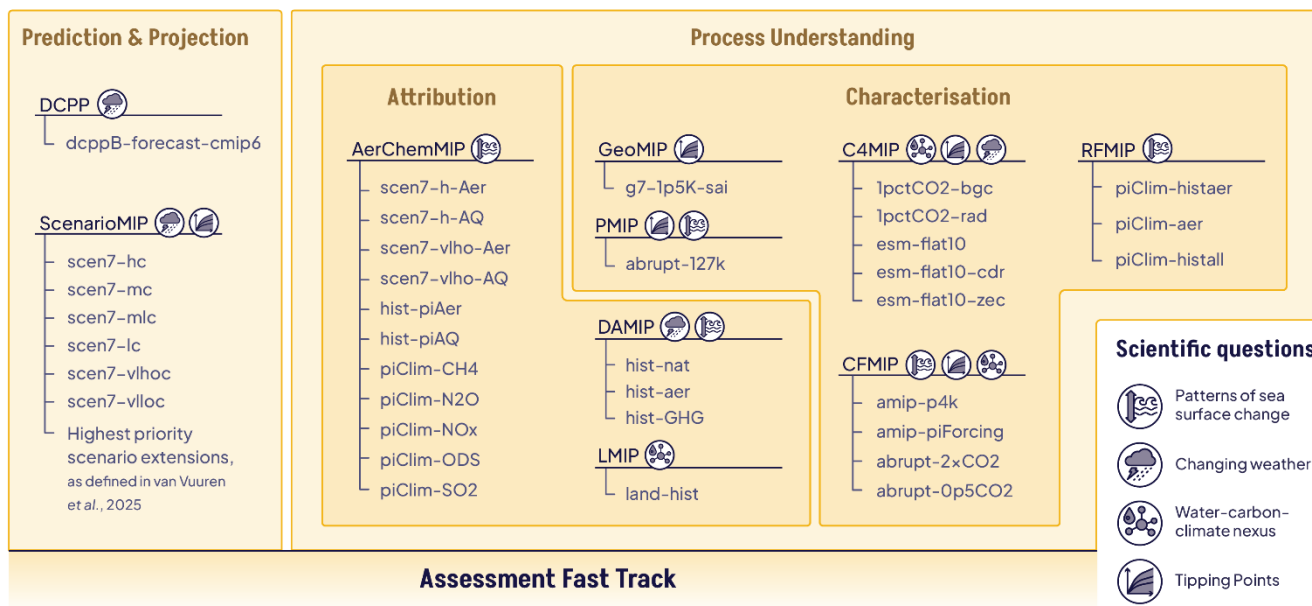 Prediction & Projection
DCPP
dcppB-forecast-cmip6
ScenarioMIP
scen7-hc
scen7-mc
scen7-mlc
scen7-lc
scen7-vlhoc
scen7-vlloc
Highest priority
scenario extensions,
as defined in van Vuuren
et al., 2025
Process Understanding
Attribution
AerChemMIP
scen7-h-Aer
scen7-h-AQ
scen7-vlho-Aer
scen7-vlho-AQ
hist-piAer
hist-piAQ
piClim-CH4
piClim-N2O
piClim-NOx
piClim-ODS
piClim-SO2
DAMIP
hist-nat
hist-aer
hist-GHG
LMIP
land-hist
Characterisation
GeoMIP
g7-1p5K-sai
PMIP
abrupt-127k
C4MIP
1pctCO2-bgc
1pctCO2-rad
esm-flat10
esm-flat10-cdr
esm-flat10-zec
CFMIP
amip-p4k
amip-piForcing
abrupt-2×CO2
abrupt-0p5CO2
RFMIP
piClim-histaer
piClim-aer
piClim-histall
Scientific questions
Patterns of sea
surface change
Changing weather
Water-carbon-
climate nexus
Tipping Points
Assessment Fast Track